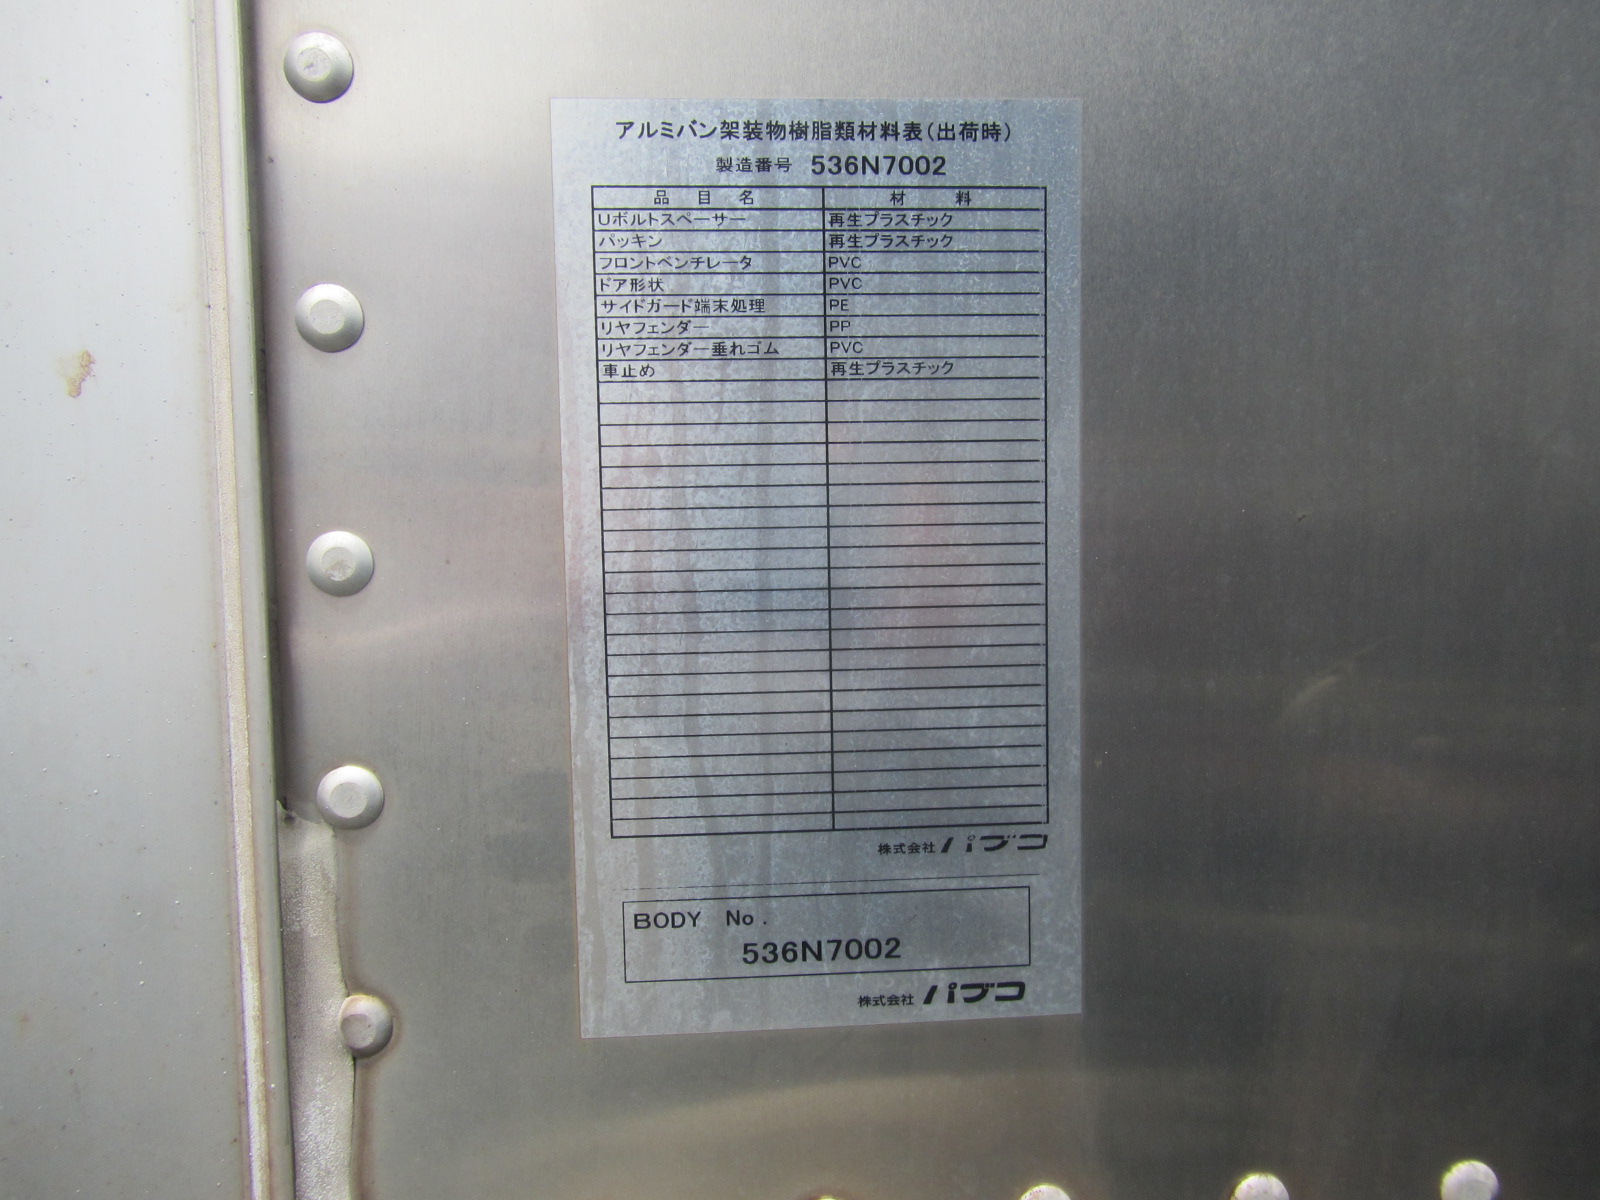 アルミバン架装物樹脂類材料表(出荷時)
製造番号 536N7002
品目名 材料
Uボルトスペーサー 再生プラスチック
パッキン 再生プラスチック
フロントベンチレータ PVC
ドア形状 PVC
サイドガード端末処理 PE
リヤフェンダー PP
リヤフェンダー垂れゴム PVC
車止め 再生プラスチック
株式会社パブコ
BODY No.
536N7002
株式会社パブコ